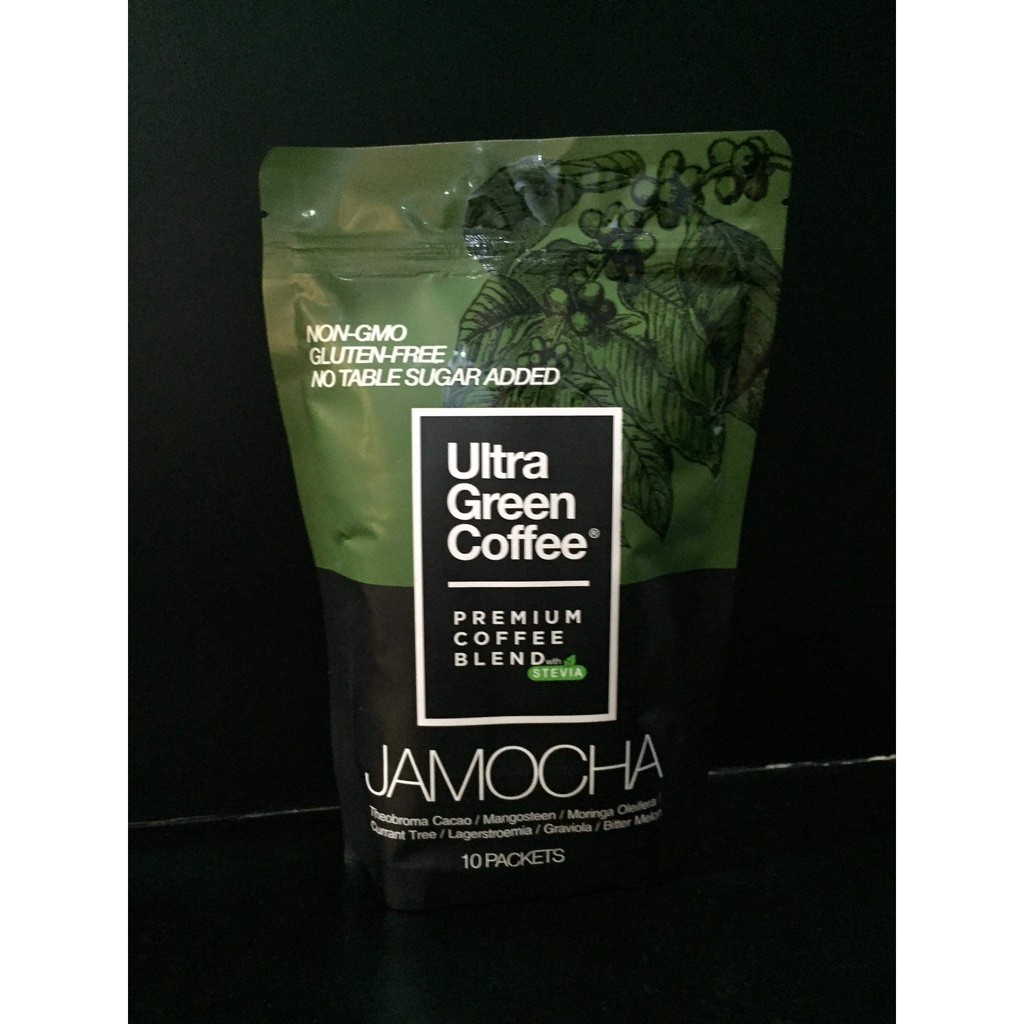 NON-GMO
GLUTEN-FREE
NO TABLE SUGAR ADDED
Ultra
Green
Coffee®
PREMIUM
COFFEE
BLEND with
STEVIA
JAMOCHA
Theobroma Cacao / Mangosteen / Moringa Oleifera /
Currant Tree / Lagerstroemia / Graviola / Bitter Melon
10 PACKETS